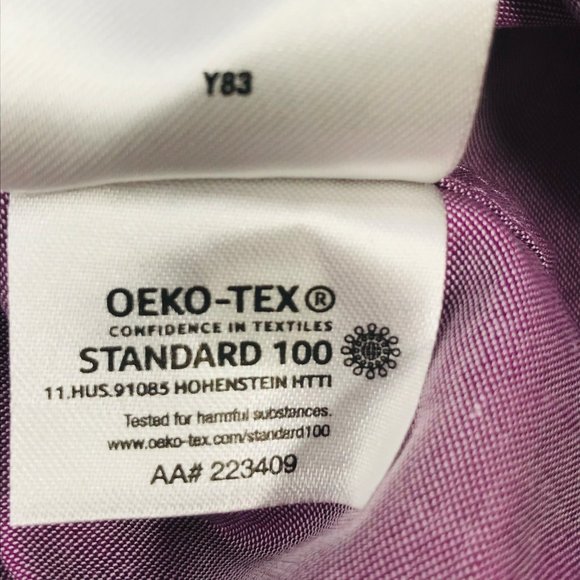 Y83
OEKO-TEX®
CONFIDENCE IN TEXTILES
STANDARD 100
11.HUS.91085 HOHENSTEIN HTTI
Tested for harmful substances.
www.oeko-tex.com/standard100
AA# 223409